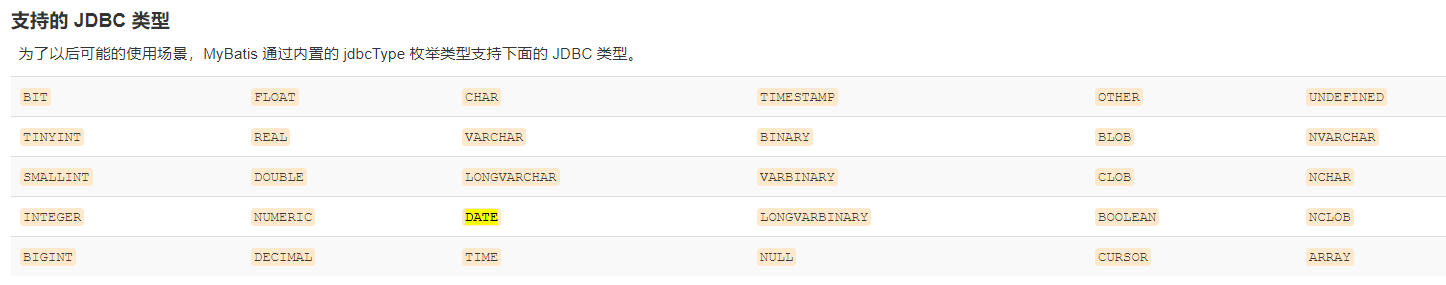 支持的 JDBC 类型
为了以后可能的使用场景，MyBatis 通过内置的 jdbcType 枚举类型支持下面的 JDBC 类型。
BIT FLOAT CHAR TIMESTAMP OTHER UNDEFINED
TINYINT REAL VARCHAR BINARY BLOB NVARCHAR
SMALLINT DOUBLE LONGVARCHAR VARBINARY CLOB NCHAR
INTEGER NUMERIC DATE LONGVARBINARY BOOLEAN NCLOB
BIGINT DECIMAL TIME NULL CURSOR ARRAY